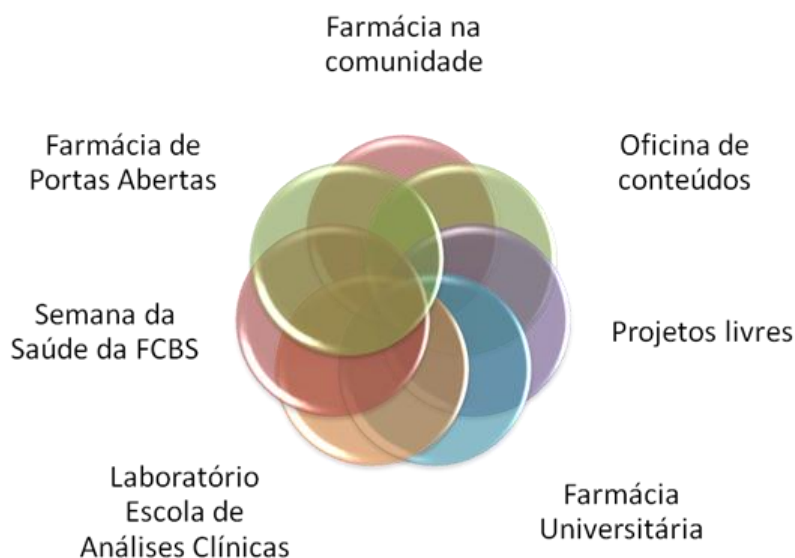 Farmácia na
comunidade
Farmácia de
Portas Abertas
Oficina de
conteúdos
Semana da
Saúde da FCBS
Projetos livres
Laboratório
Escola de
Análises Clínicas
Farmácia
Universitária